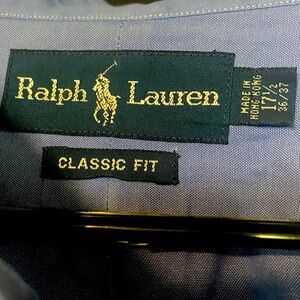 Ralph Lauren
MADE IN
HONG KONG
17½
36/37
CLASSIC FIT